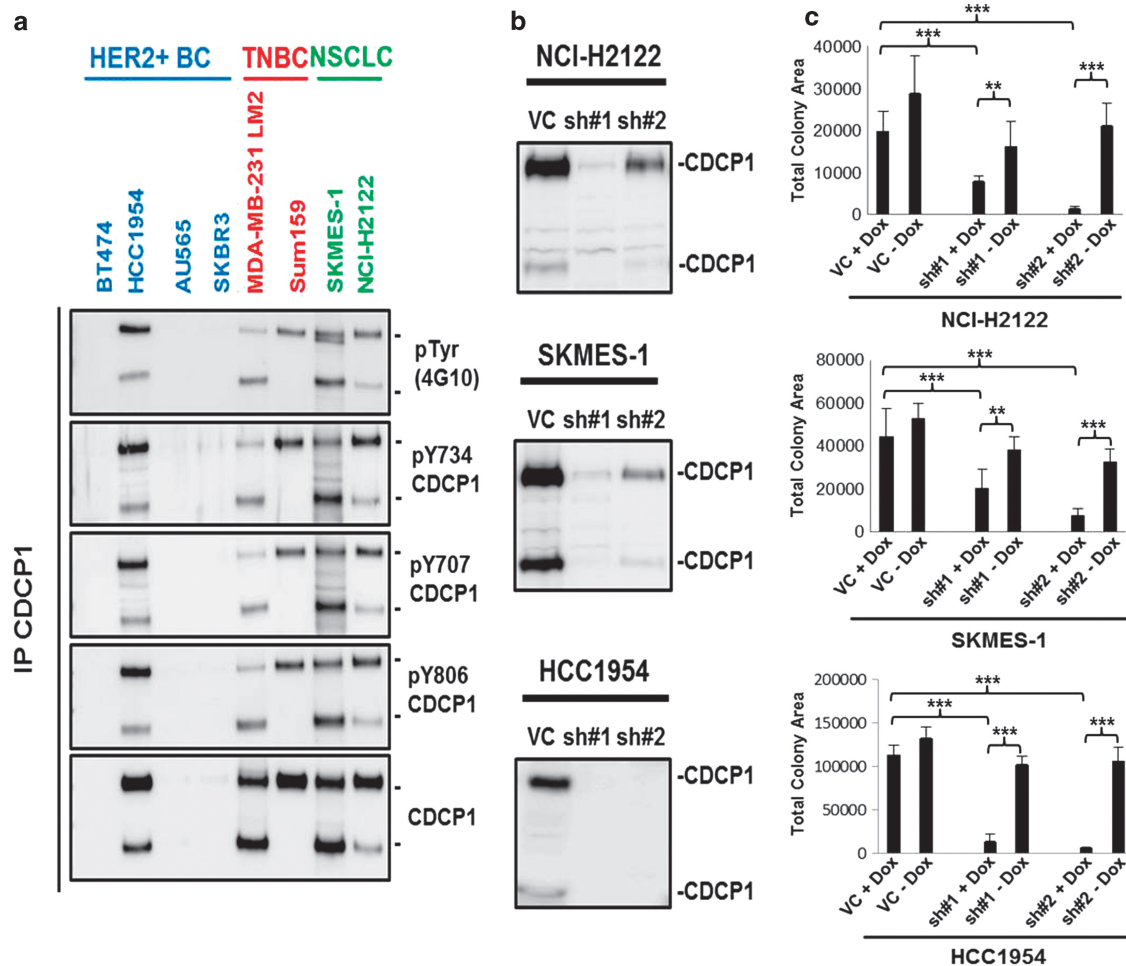 a
HER2+ BC
TNBC
NSCLC
BT474
HCC1954
AU565
SKBR3
MDA-MB-231 LM2
Sum159
SKMES-1
NCI-H2122
IP CDCP1
pTyr
(4G10)
pY734
CDCP1
pY707
CDCP1
pY806
CDCP1
CDCP1
b
NCI-H2122
VC sh#1 sh#2
-CDCP1
-CDCP1
SKMES-1
VC sh#1 sh#2
-CDCP1
-CDCP1
HCC1954
VC sh#1 sh#2
-CDCP1
-CDCP1
c
***
***
**
***
Total Colony Area
40000
30000
20000
10000
0
VC + Dox
VC - Dox
sh#1 + Dox
sh#1 - Dox
sh#2 + Dox
sh#2 - Dox
NCI-H2122
***
***
**
***
Total Colony Area
80000
60000
40000
20000
0
VC + Dox
VC - Dox
sh#1 + Dox
sh#1 - Dox
sh#2 + Dox
sh#2 - Dox
SKMES-1
***
***
***
***
Total Colony Area
200000
150000
100000
50000
0
VC + Dox
VC - Dox
sh#1 + Dox
sh#1 - Dox
sh#2 + Dox
sh#2 - Dox
HCC1954